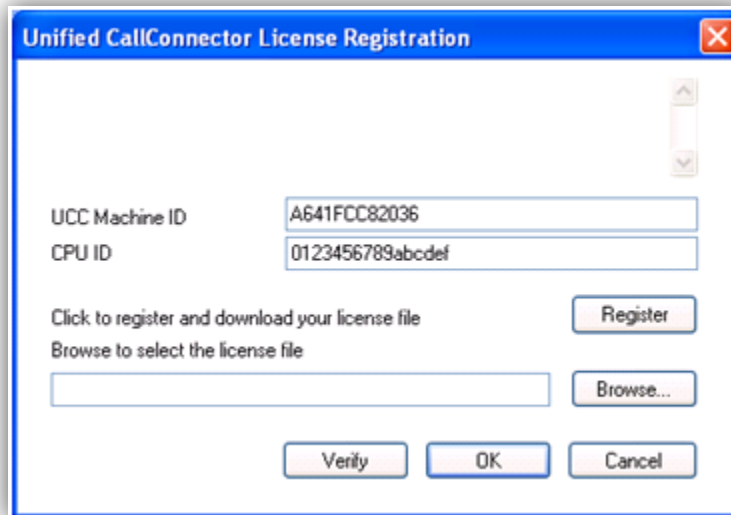 Unified CallConnector License Registration
UCC Machine ID A641FCC82036
CPU ID 0123456789abcdef
Click to register and download your license file Register
Browse to select the license file
Browse...
Verify OK Cancel